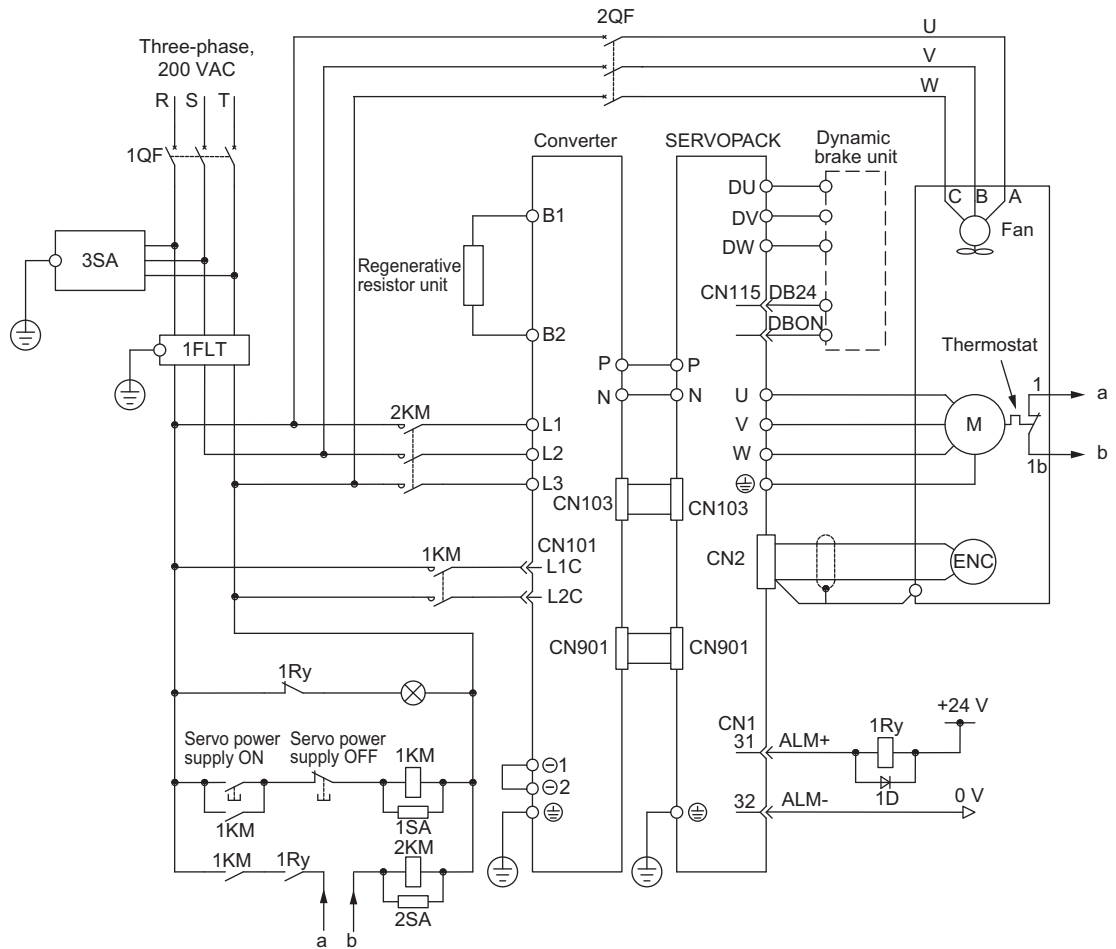 2QF
U
V
W
Three-phase,
200 VAC
R S T
1QF
Converter
SERVOPACK
Dynamic
brake unit
DU
DV
DW
C B A
Fan
B1
Regenerative
resistor unit
3SA
CN115 DB24
DBON
B2
1FLT
Thermostat
P P
N N
1
a
U
V
W
M
1b
b
2KM
L1
L2
L3
CN103
CN103
CN101
1KM
L1C
L2C
CN2
ENC
CN901
CN901
1Ry
+24 V
CN1
31 ALM+
1Ry
1D
Servo power
supply ON
Servo power
supply OFF
1KM
1KM
1SA
1
2
32 ALM-
0 V
1KM
1Ry
2KM
2SA
a b